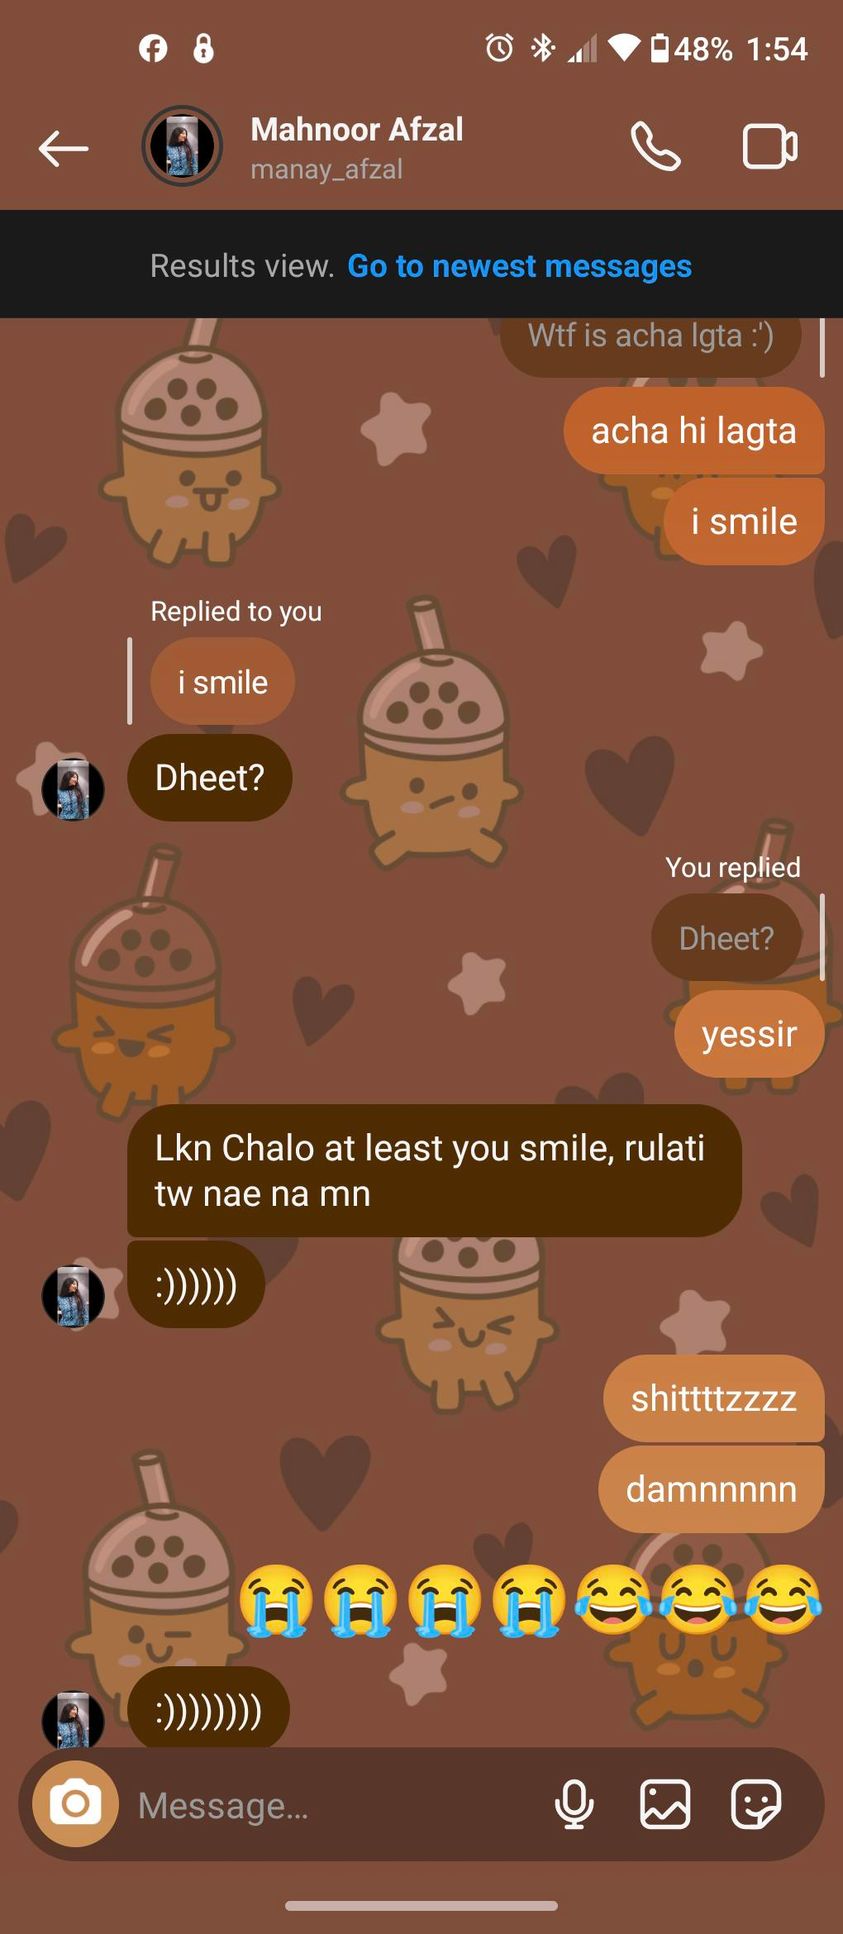 48% 1:54
Mahnoor Afzal
manay_afzal
Results view. Go to newest messages
Wtf is acha lgta :')
acha hi lagta
i smile
Replied to you
i smile
Dheet?
You replied
Dheet?
yessir
Lkn Chalo at least you smile, rulati
tw nae na mn
:))))))
shittttzzzz
damnnnnn
😭😭😭😭😂😂😂
:))))))))
Message...